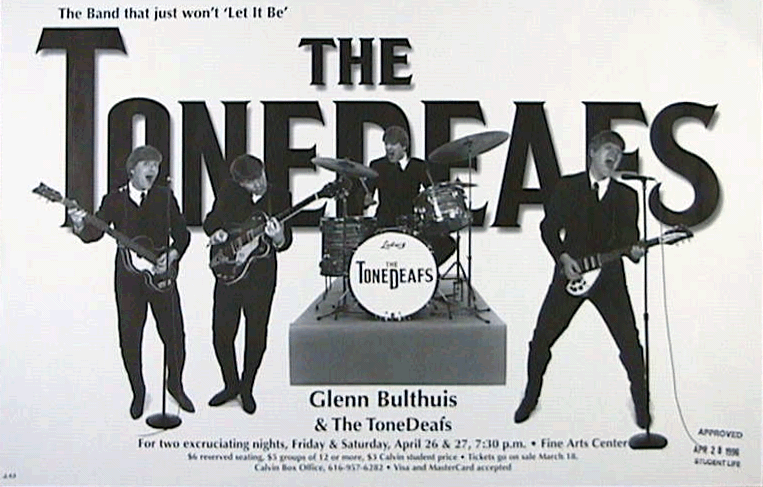 The Band that just won't 'Let It Be'
THE
TONEDEAFS
Ludwig
THE
TONEDEAFS
Glenn Bulthuis
& The ToneDeafs
For two excruciating nights, Friday & Saturday, April 26 & 27, 7:30 p.m. • Fine Arts Center
$6 reserved seating, $5 groups of 12 or more, $3 Calvin student price • Tickets go on sale March 18.
Calvin Box Office, 616-957-6282 • Visa and MasterCard accepted
APPROVED
APR 28 1996
STUDENT LIFE